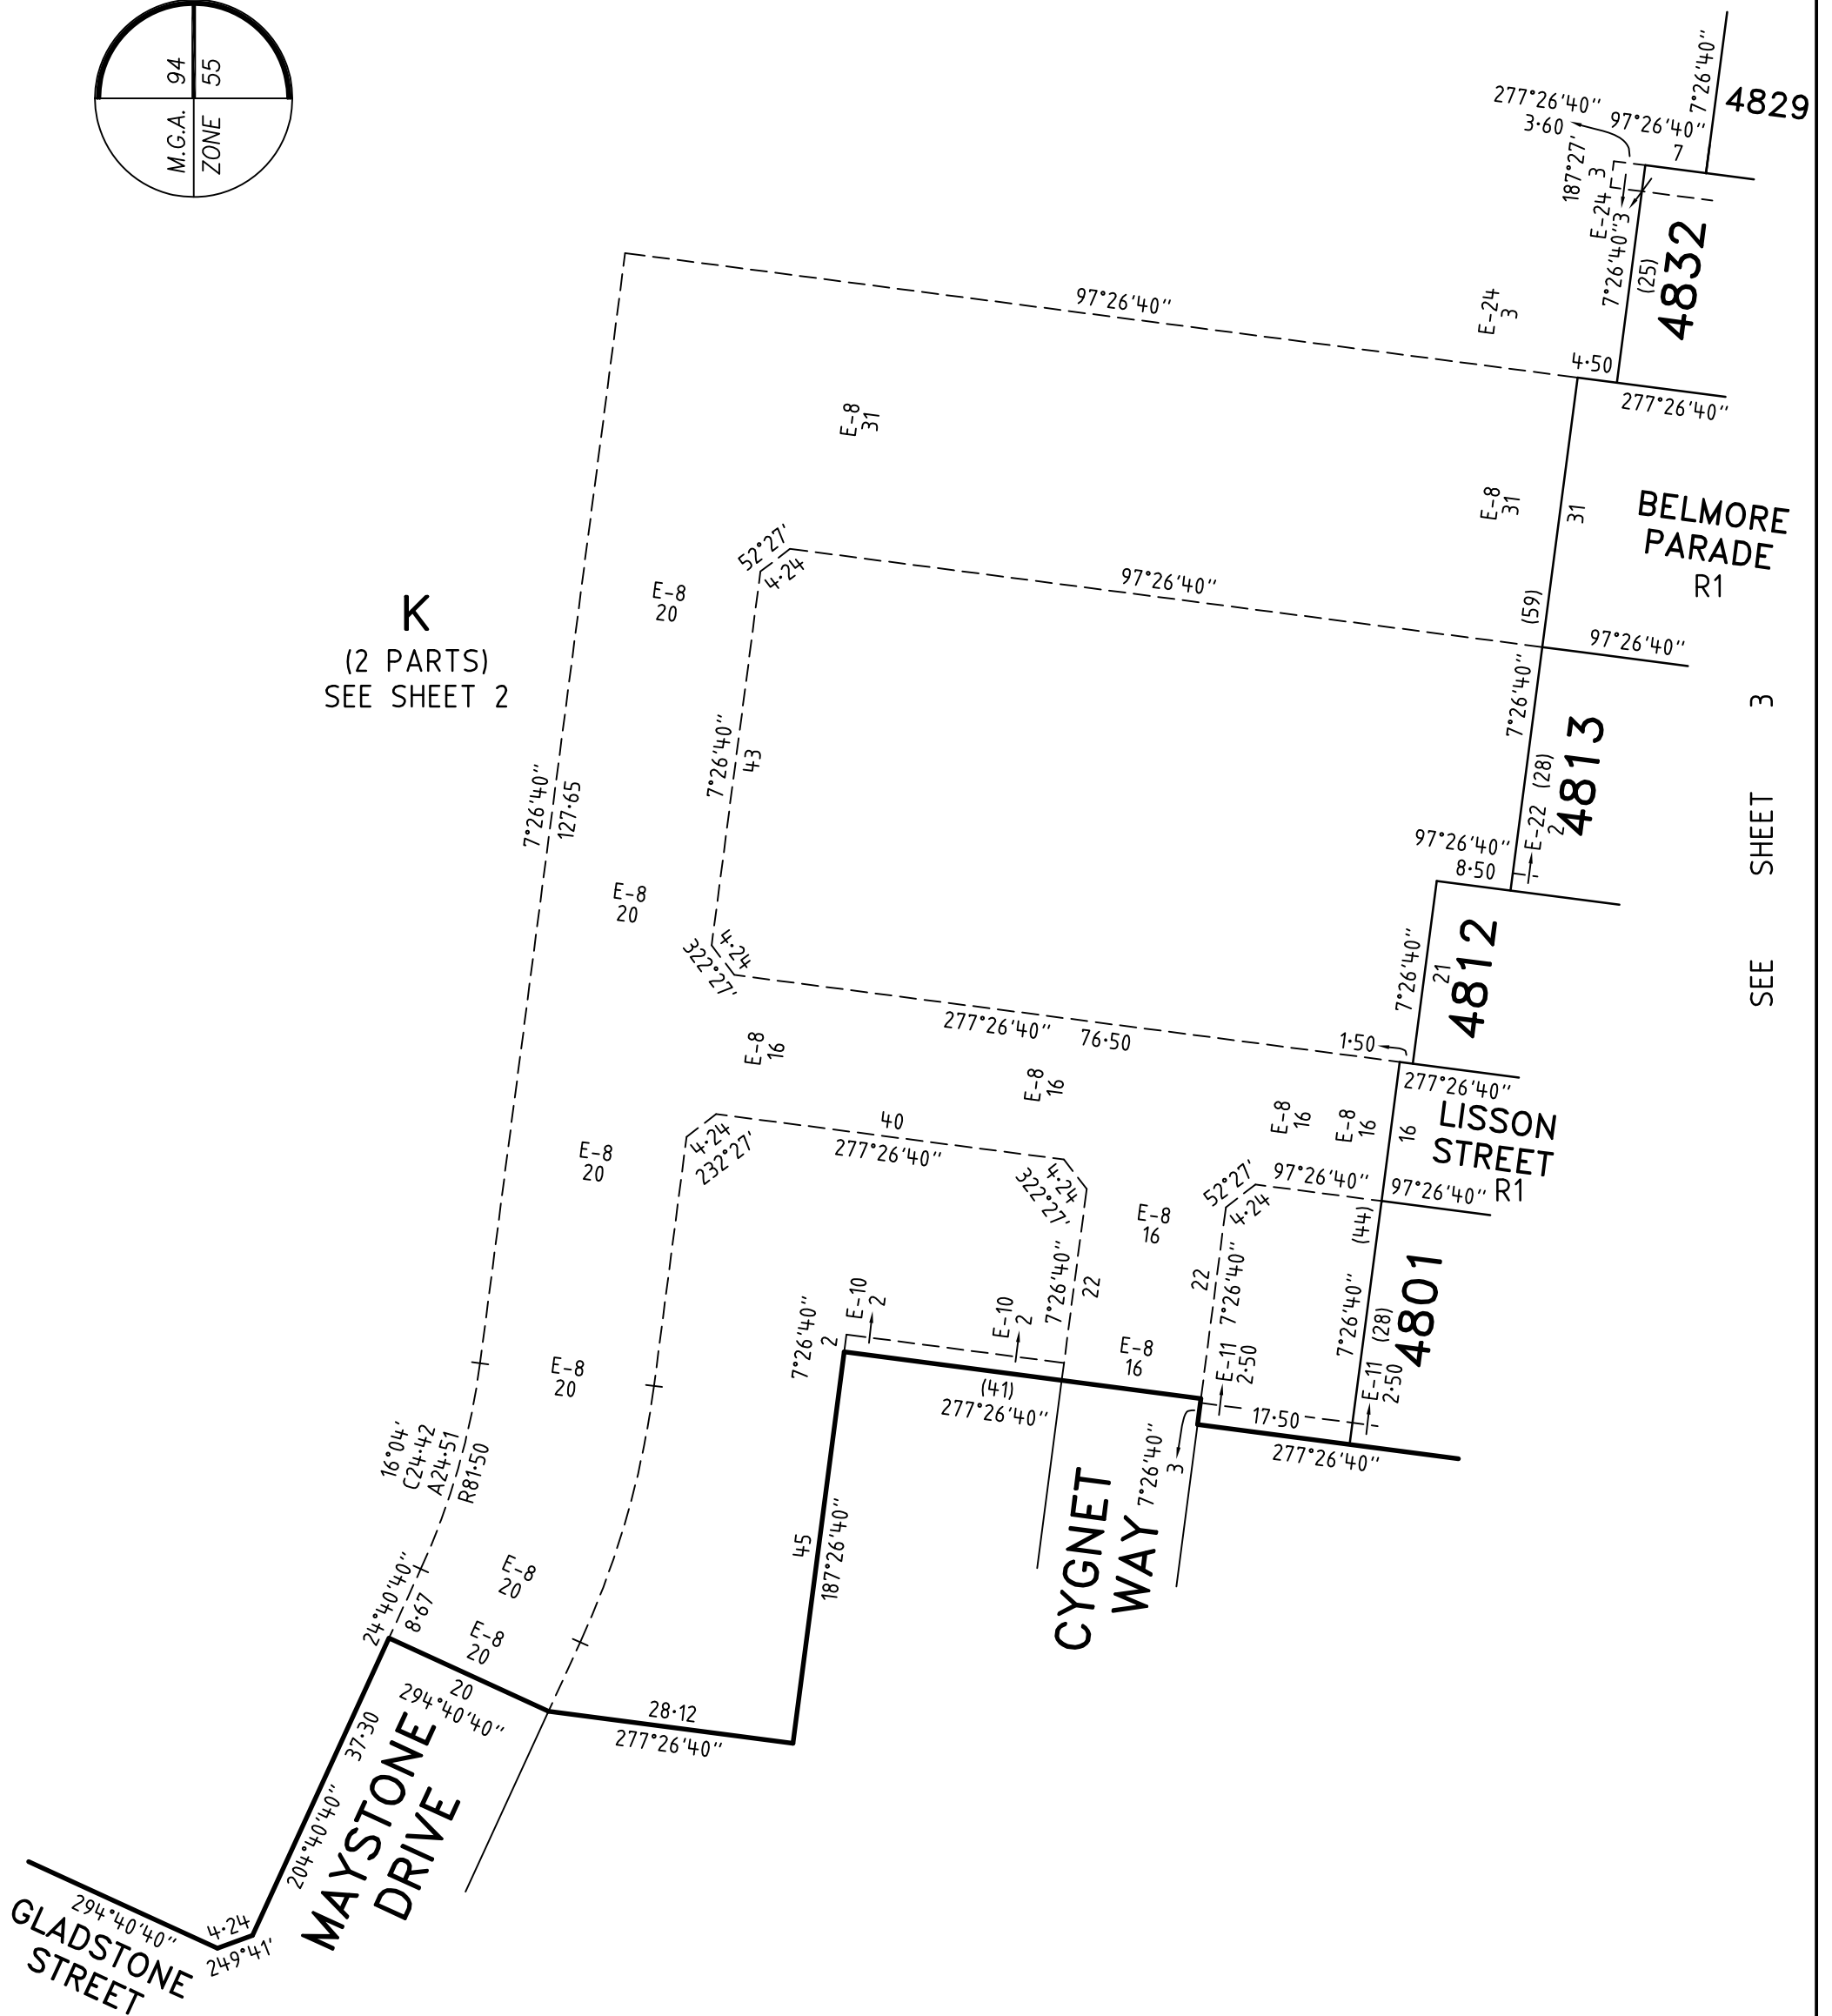 M.G.A. 94
ZONE 55
7°26'40"
4829
277°26'40"
3·60
97°26'40"
7
187°27'
3
E-24
7°26'40"
3
(25)
4832
97°26'40"
E-24
3
4·50
277°26'40"
E-8
31
E-8
31
31
BELMORE
PARADE
R1
52°27'
4·24
97°26'40"
(59)
97°26'40"
K
(2 PARTS)
SEE SHEET 2
E-8
20
7°26'40"
43
7°26'40"
127·65
7°26'40"
(28)
4813
E-22
2
97°26'40"
8·50
SEE SHEET 3
E-8
20
4·24
322°27'
7°26'40"
21
4812
277°26'40"
76·50
1·50
277°26'40"
LISSON
STREET
R1
E-8
16
E-8
16
E-8
16
E-8
16
16
4·24
232°27'
40
277°26'40"
4·24
322°27'
E-8
20
E-8
16
52°27'
4·24
97°26'40"
97°26'40"
(44)
7°26'40"
22
22
7°26'40"
7°26'40"
(28)
4801
E-10
2
E-10
2
7°26'40"
2
E-8
16
E-11
2·50
E-11
2·50
E-8
20
(41)
277°26'40"
17·50
277°26'40"
7°26'40"
3
CYGNET
WAY
16°04'
C24·42
A24·51
R81·50
45
187°26'40"
E-8
20
E-8
20
24°40'40"
8·67
20
294°40'40"
28·12
277°26'40"
37·30
204°40'40"
MAYSTONE
DRIVE
294°40'40"
4·24
249°41'
GLADSTONE
STREET